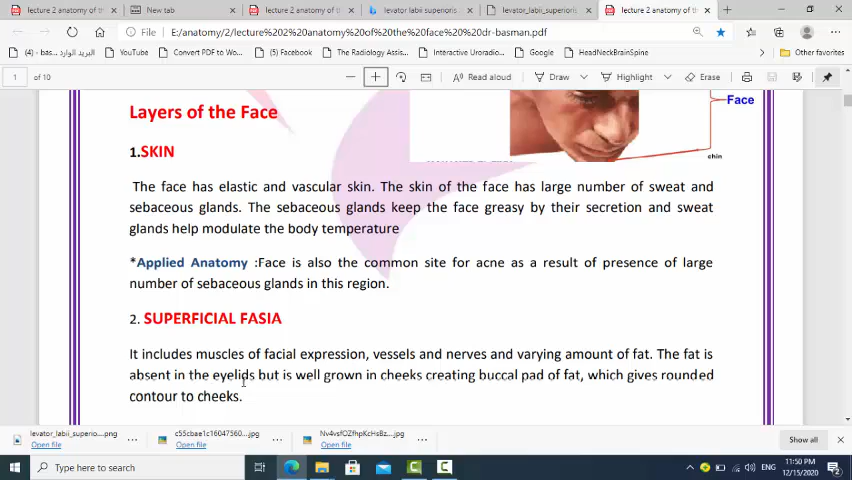 lecture 2 anatomy of the
New tab
lecture 2 anatomy of the
levator labii superioris
levator_labii_superioris
lecture 2 anatomy of the
File
E:/anatomy/2/lecture%202%20anatomy%20of%20the%20face%20dr-basman.pdf
البريد الوارد - (4)
YouTube
Convert PDF to W...
(5) Facebook
The Radiology Assi...
Interactive Uroradio...
Google
HeadNeckBrainSpine
Other favorites
1 of 10
Read aloud
Draw
Highlight
Erase
Face
chin
Layers of the Face
1.SKIN
The face has elastic and vascular skin. The skin of the face has large number of sweat and
sebaceous glands. The sebaceous glands keep the face greasy by their secretion and sweat
glands help modulate the body temperature
*Applied Anatomy :Face is also the common site for acne as a result of presence of large
number of sebaceous glands in this region.
2. SUPERFICIAL FASIA
It includes muscles of facial expression, vessels and nerves and varying amount of fat. The fat is
absent in the eyelids but is well grown in cheeks creating buccal pad of fat, which gives rounded
contour to cheeks.
levator_labii_superio....png
Open file
c55cbae1c16047560....jpg
Open file
Nv4vsfOZfhpKcHsBz....jpg
Open file
Show all
Type here to search
ENG
11:50 PM
12/15/2020
2